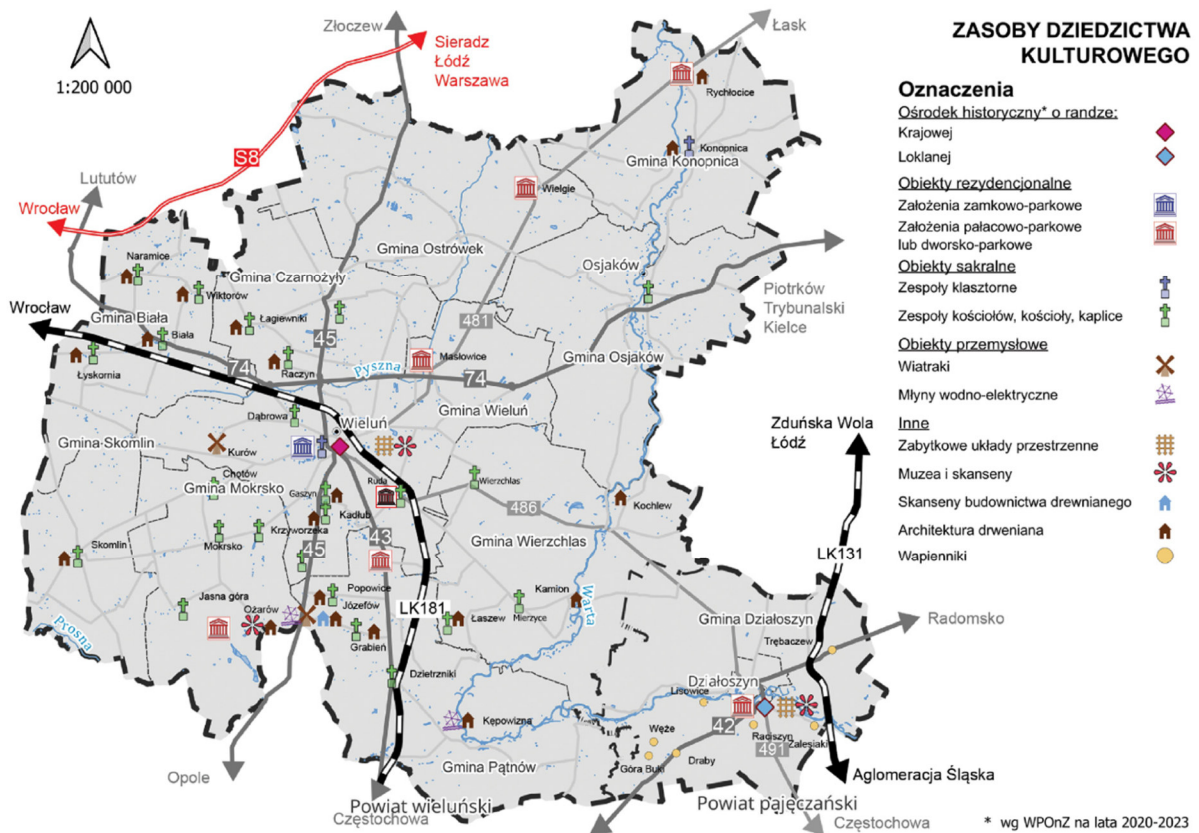 ZASOBY DZIEDZICTWA
KULTUROWEGO
Oznaczenia
Ośrodek historyczny* o randze:
Krajowej
Loklanej
Obiekty rezydencjonalne
Założenia zamkowo-parkowe
Założenia pałacowo-parkowe
lub dworsko-parkowe
Obiekty sakralne
Zespoły klasztorne
Zespoły kościołów, kościoły, kaplice
Obiekty przemysłowe
Wiatraki
Młyny wodno-elektryczne
Inne
Zabytkowe układy przestrzenne
Muzea i skanseny
Skanseny budownictwa drewnianego
Architektura drweniana
Wapienniki
* wg WPOnZ na lata 2020-2023
1:200 000
Złoczew
Sieradz
Łódź
Warszawa
Łask
S8
Lututów
Wrocław
Rychłocice
Konopnica
Gmina Konopnica
Wielgie
Gmina Ostrówek
Naramice
Gmina Czarnożyły
Wiktorów
Osjaków
Piotrków
Trybunalski
Kielce
Wrocław
Gmina Biała
Biała
Łagiewniki
45
481
Łyskornia
74
Raczyn
Pyszna
Masłowice
74
Gmina Osjaków
Dąbrowa
Gmina Wieluń
Wieluń
Gmina Skomlin
Kurów
Zduńska Wola
Łódź
Chotów
Gmina Mokrsko
Gaszyn
Ruda
Wierzchlas
Kadłub
486
Kochlew
Krzyworzeka
Mokrsko
45
43
Gmina Wierzchlas
Skomlin
LK131
Jasna góra
Ożarów
Popowice
Józefów
LK181
Kamion
Warta
Mierzyce
Łaszew
Grabień
Prosna
Gmina Działoszyn
Radomsko
Trębaczew
Dzietrzniki
Działoszyn
Lisowice
Kępowizna
Węże
42
Raciszyn
491
Zalesiaki
Góra Buki
Draby
Gmina Pątnów
Opole
Powiat wieluński
Częstochowa
Powiat pajęczański
Częstochowa
Aglomeracja Śląska